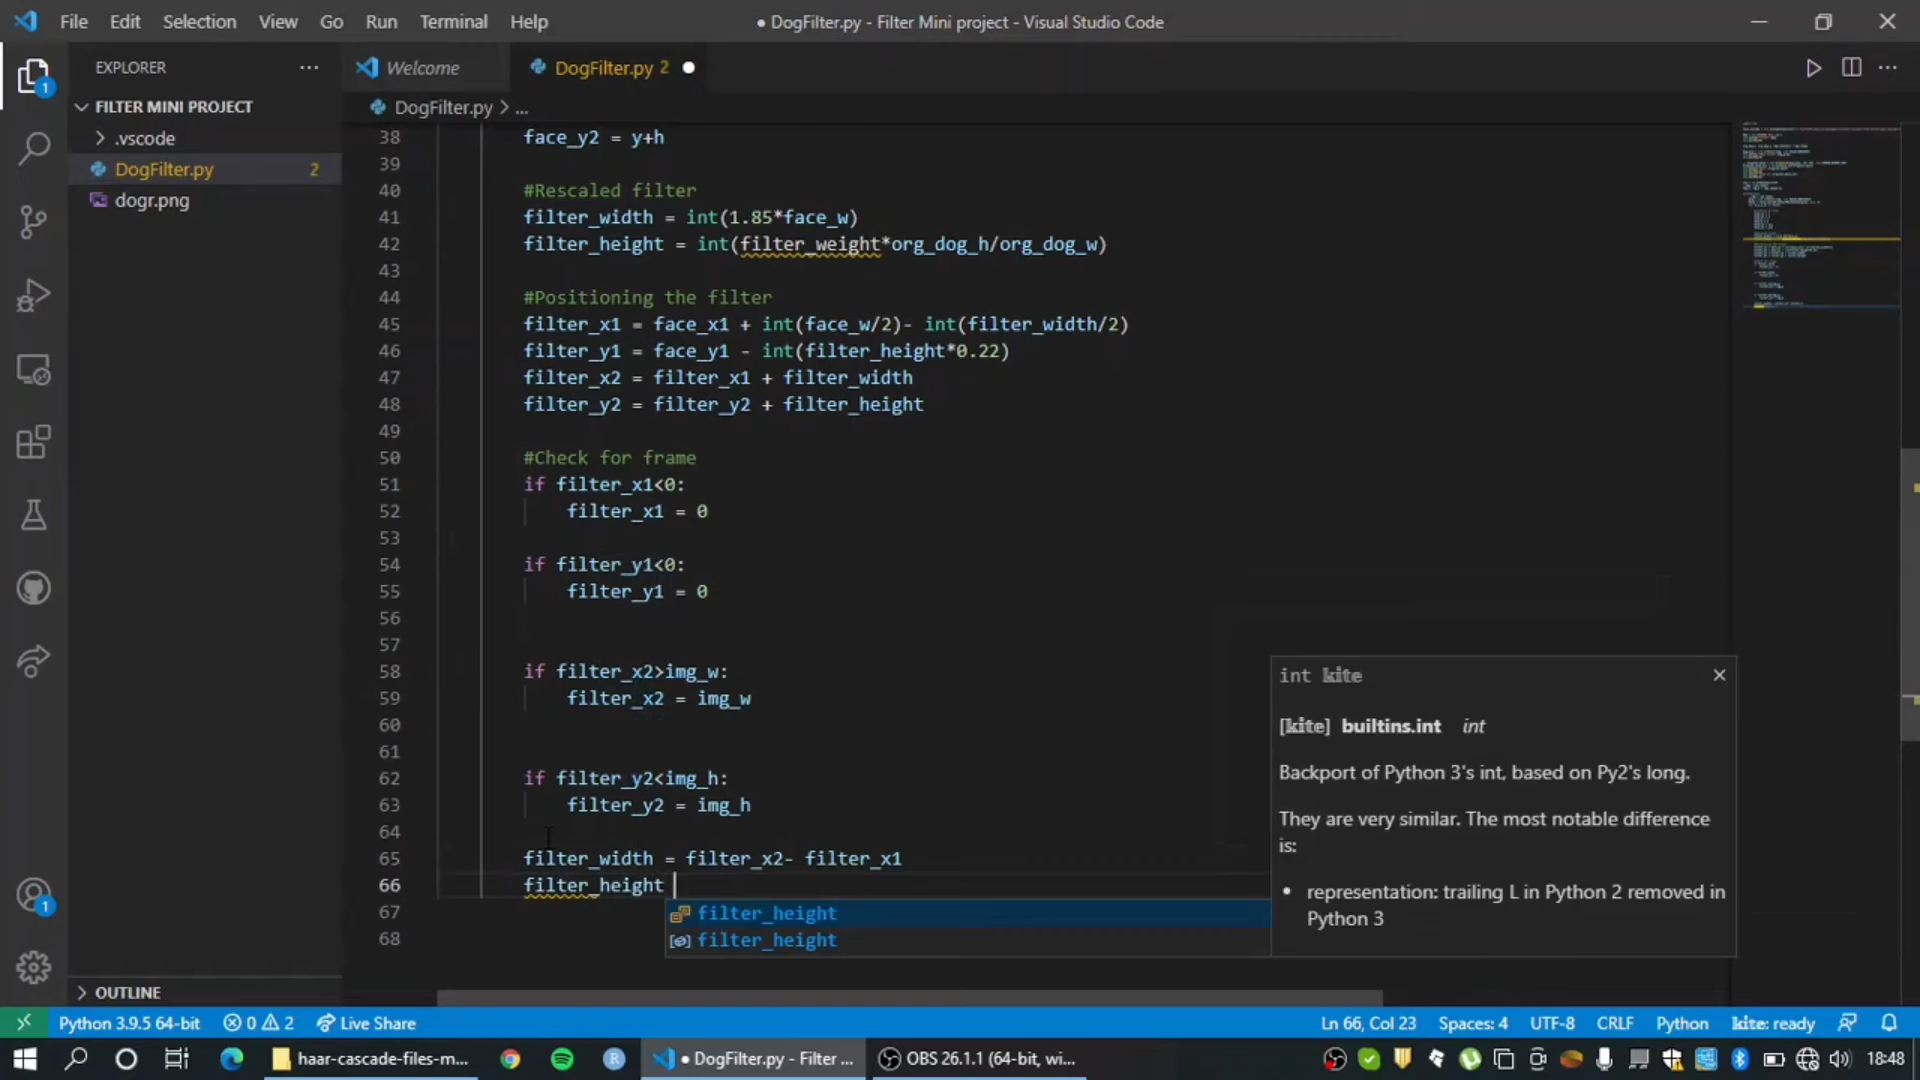 File Edit Selection View Go Run Terminal Help
● DogFilter.py - Filter Mini project - Visual Studio Code
EXPLORER
Welcome
DogFilter.py 2
FILTER MINI PROJECT
DogFilter.py > ...
.vscode
DogFilter.py 2
dogr.png
38 face_y2 = y+h
39
40 #Rescaled filter
41 filter_width = int(1.85*face_w)
42 filter_height = int(filter_weight*org_dog_h/org_dog_w)
43
44 #Positioning the filter
45 filter_x1 = face_x1 + int(face_w/2)- int(filter_width/2)
46 filter_y1 = face_y1 - int(filter_height*0.22)
47 filter_x2 = filter_x1 + filter_width
48 filter_y2 = filter_y2 + filter_height
49
50 #Check for frame
51 if filter_x1<0:
52 filter_x1 = 0
53
54 if filter_y1<0:
55 filter_y1 = 0
56
57
58 if filter_x2>img_w:
59 filter_x2 = img_w
60
61
62 if filter_y2<img_h:
63 filter_y2 = img_h
64
65 filter_width = filter_x2- filter_x1
66 filter_height
67
68
filter_height
filter_height
int kite
[kite] builtins.int int
Backport of Python 3's int, based on Py2's long.
They are very similar. The most notable difference
is:
• representation: trailing L in Python 2 removed in
Python 3
1
1
OUTLINE
Python 3.9.5 64-bit 0 2 Live Share
Ln 66, Col 23 Spaces: 4 UTF-8 CRLF Python kite: ready
haar-cascade-files-m...
● DogFilter.py - Filter ...
OBS 26.1.1 (64-bit, wi...
18:48